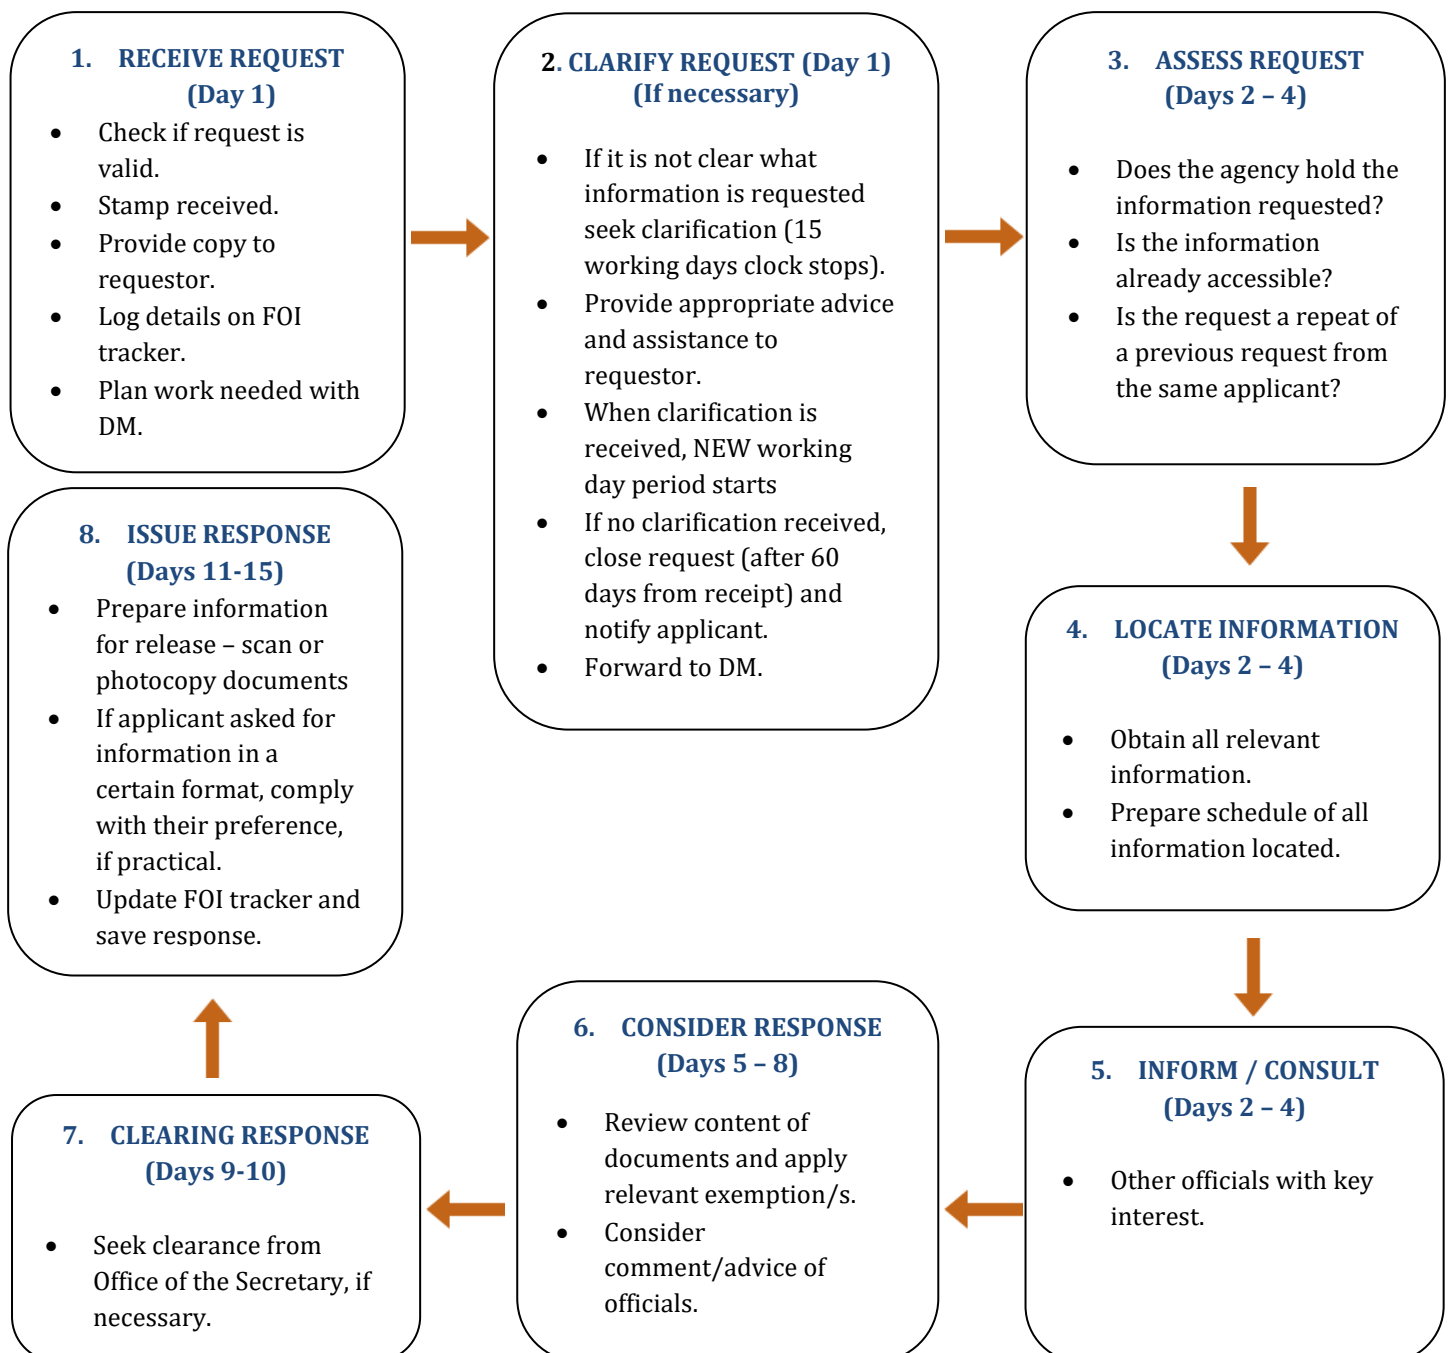 1. RECEIVE REQUEST
(Day 1)
• Check if request is
valid.
• Stamp received.
• Provide copy to
requestor.
• Log details on FOI
tracker.
• Plan work needed with
DM.
2. CLARIFY REQUEST (Day 1)
(If necessary)
• If it is not clear what
information is requested
seek clarification (15
working days clock stops).
• Provide appropriate advice
and assistance to
requestor.
• When clarification is
received, NEW working
day period starts
• If no clarification received,
close request (after 60
days from receipt) and
notify applicant.
• Forward to DM.
3. ASSESS REQUEST
(Days 2 – 4)
• Does the agency hold the
information requested?
• Is the information
already accessible?
• Is the request a repeat of
a previous request from
the same applicant?
4. LOCATE INFORMATION
(Days 2 – 4)
• Obtain all relevant
information.
• Prepare schedule of all
information located.
5. INFORM / CONSULT
(Days 2 – 4)
• Other officials with key
interest.
6. CONSIDER RESPONSE
(Days 5 – 8)
• Review content of
documents and apply
relevant exemption/s.
• Consider
comment/advice of
officials.
7. CLEARING RESPONSE
(Days 9-10)
• Seek clearance from
Office of the Secretary, if
necessary.
8. ISSUE RESPONSE
(Days 11-15)
• Prepare information
for release – scan or
photocopy documents
• If applicant asked for
information in a
certain format, comply
with their preference,
if practical.
• Update FOI tracker and
save response.